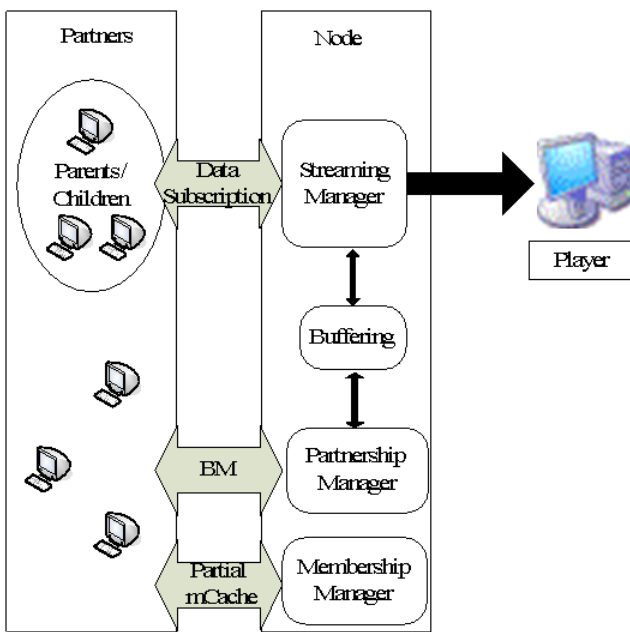 Partners
Node
Parents/
Children
Data
Subscription
Streaming
Manager
Player
Buffering
BM
Partnership
Manager
Partial
mCache
Membership
Manager